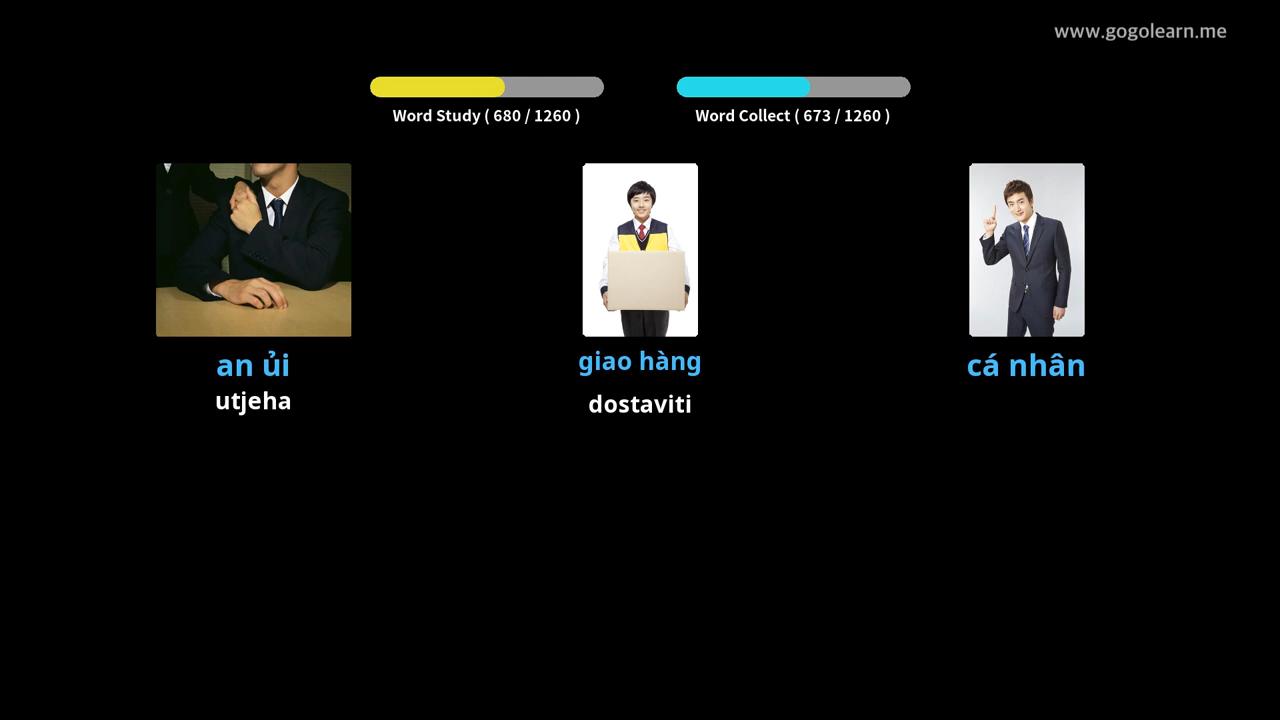 www.gogolearn.me
Word Study ( 680 / 1260 )
Word Collect ( 673 / 1260 )
an ủi
giao hàng
cá nhân
utjeha
dostaviti